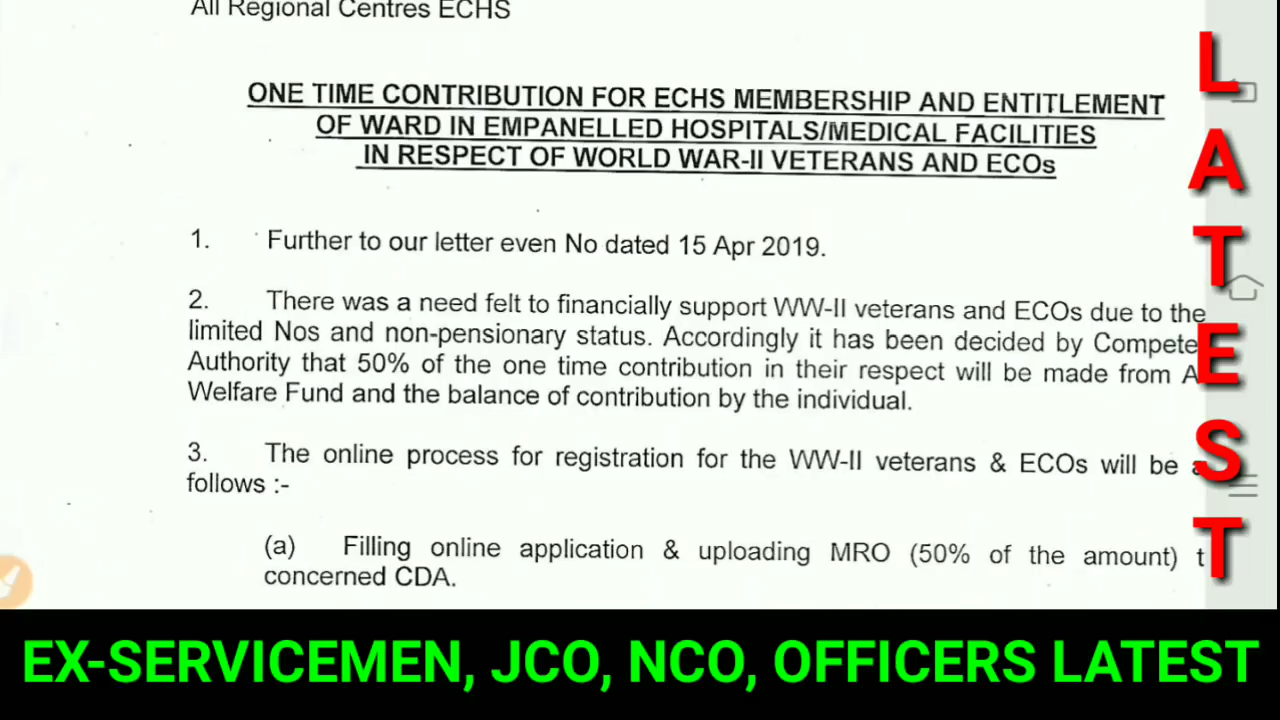 All Regional Centres ECHS
ONE TIME CONTRIBUTION FOR ECHS MEMBERSHIP AND ENTITLEMENT
OF WARD IN EMPANELLED HOSPITALS/MEDICAL FACILITIES
IN RESPECT OF WORLD WAR-II VETERANS AND ECOs
1. Further to our letter even No dated 15 Apr 2019.
2. There was a need felt to financially support WW-II veterans and ECOs due to the
limited Nos and non-pensionary status. Accordingly it has been decided by Compete
Authority that 50% of the one time contribution in their respect will be made from A
Welfare Fund and the balance of contribution by the individual.
3. The online process for registration for the WW-II veterans & ECOs will be
follows :-
(a) Filling online application & uploading MRO (50% of the amount) t
concerned CDA.
LATEST
EX-SERVICEMEN, JCO, NCO, OFFICERS LATEST